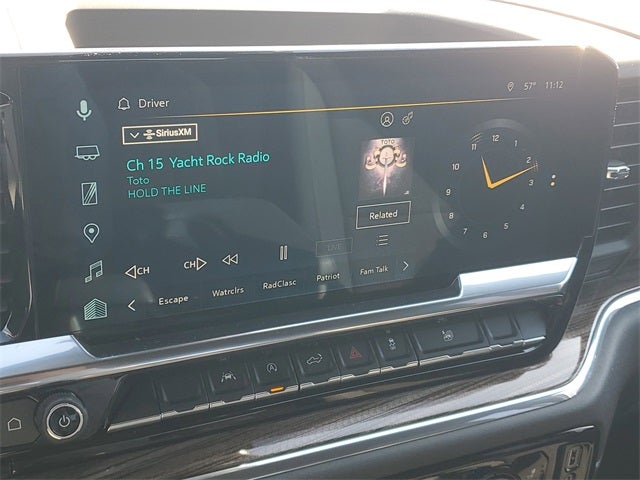 Driver
57° 11:12
SiriusXM
Ch 15 Yacht Rock Radio
Toto
HOLD THE LINE
TOTO
Related
11 12 1 2 3 4 5 6 7 8 9 10
CH CH LIVE
Escape Watrclrs RadClasc Patriot Fam Talk